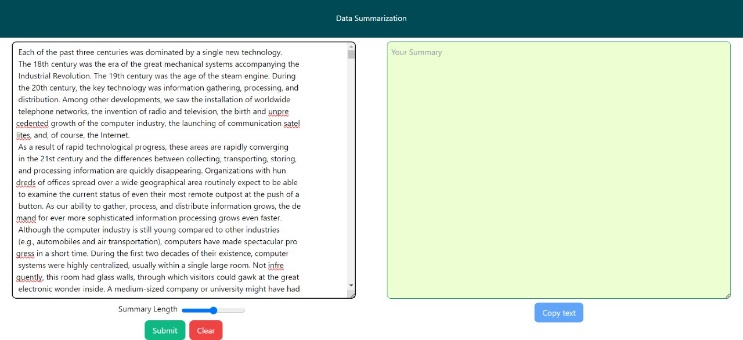 Data Summarization
Each of the past three centuries was dominated by a single new technology.
The 18th century was the era of the great mechanical systems accompanying the
Industrial Revolution. The 19th century was the age of the steam engine. During
the 20th century, the key technology was information gathering, processing, and
distribution. Among other developments, we saw the installation of worldwide
telephone networks, the invention of radio and television, the birth and unpre
cedented growth of the computer industry, the launching of communication satel
lites, and, of course, the Internet.
As a result of rapid technological progress, these areas are rapidly converging
in the 21st century and the differences between collecting, transporting, storing,
and processing information are quickly disappearing. Organizations with hun
dreds of offices spread over a wide geographical area routinely expect to be able
to examine the current status of even their most remote outpost at the push of a
button. As our ability to gather, process, and distribute information grows, the de
mand for ever more sophisticated information processing grows even faster.
Although the computer industry is still young compared to other industries
(e.g., automobiles and air transportation), computers have made spectacular pro
gress in a short time. During the first two decades of their existence, computer
systems were highly centralized, usually within a single large room. Not infre
quently, this room had glass walls, through which visitors could gawk at the great
electronic wonder inside. A medium-sized company or university might have had
Your Summary
Summary Length
Submit
Clear
Copy text